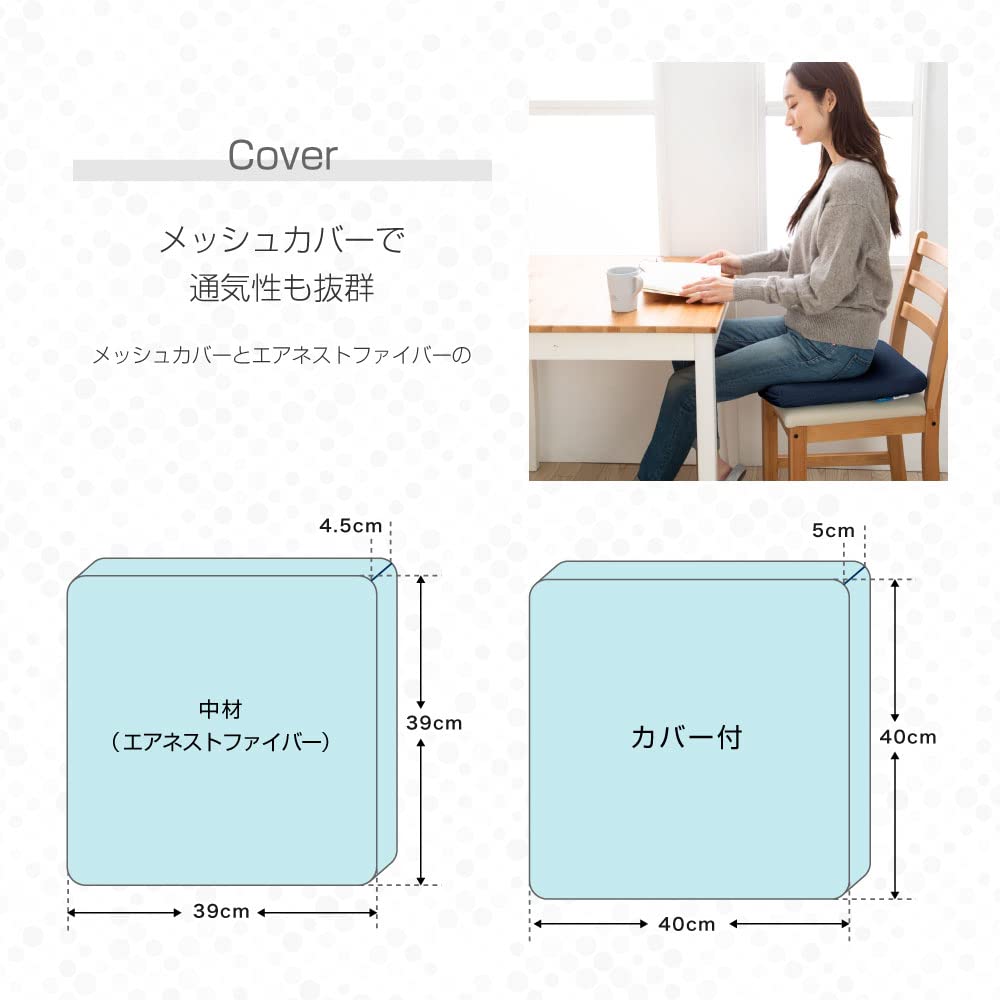 Cover
メッシュカバーで
通気性も抜群
メッシュカバーとエアネストファイバーの
4.5cm
中材
（エアネストファイバー）
39cm
39cm
5cm
カバー付
40cm
40cm